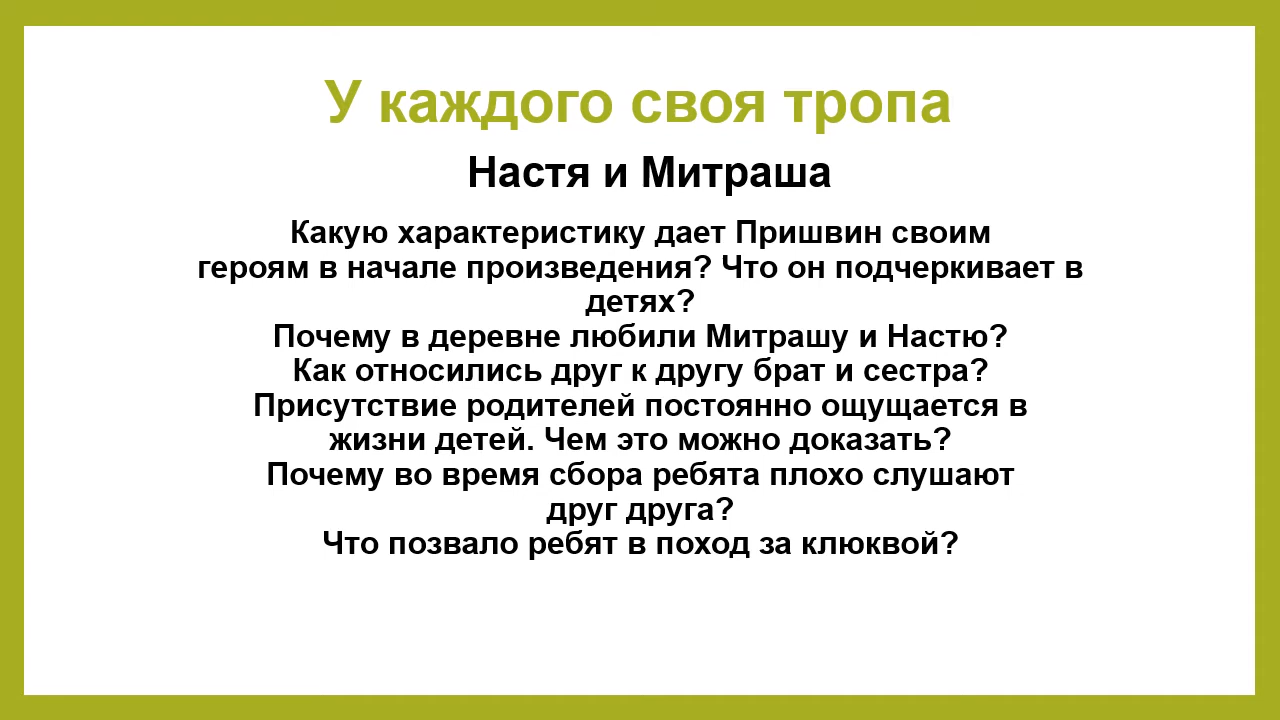 У каждого своя тропа
Настя и Митраша
Какую характеристику дает Пришвин своим
героям в начале произведения? Что он подчеркивает в
детях?
Почему в деревне любили Митрашу и Настю?
Как относились друг к другу брат и сестра?
Присутствие родителей постоянно ощущается в
жизни детей. Чем это можно доказать?
Почему во время сбора ребята плохо слушают
друг друга?
Что позвало ребят в поход за клюквой?